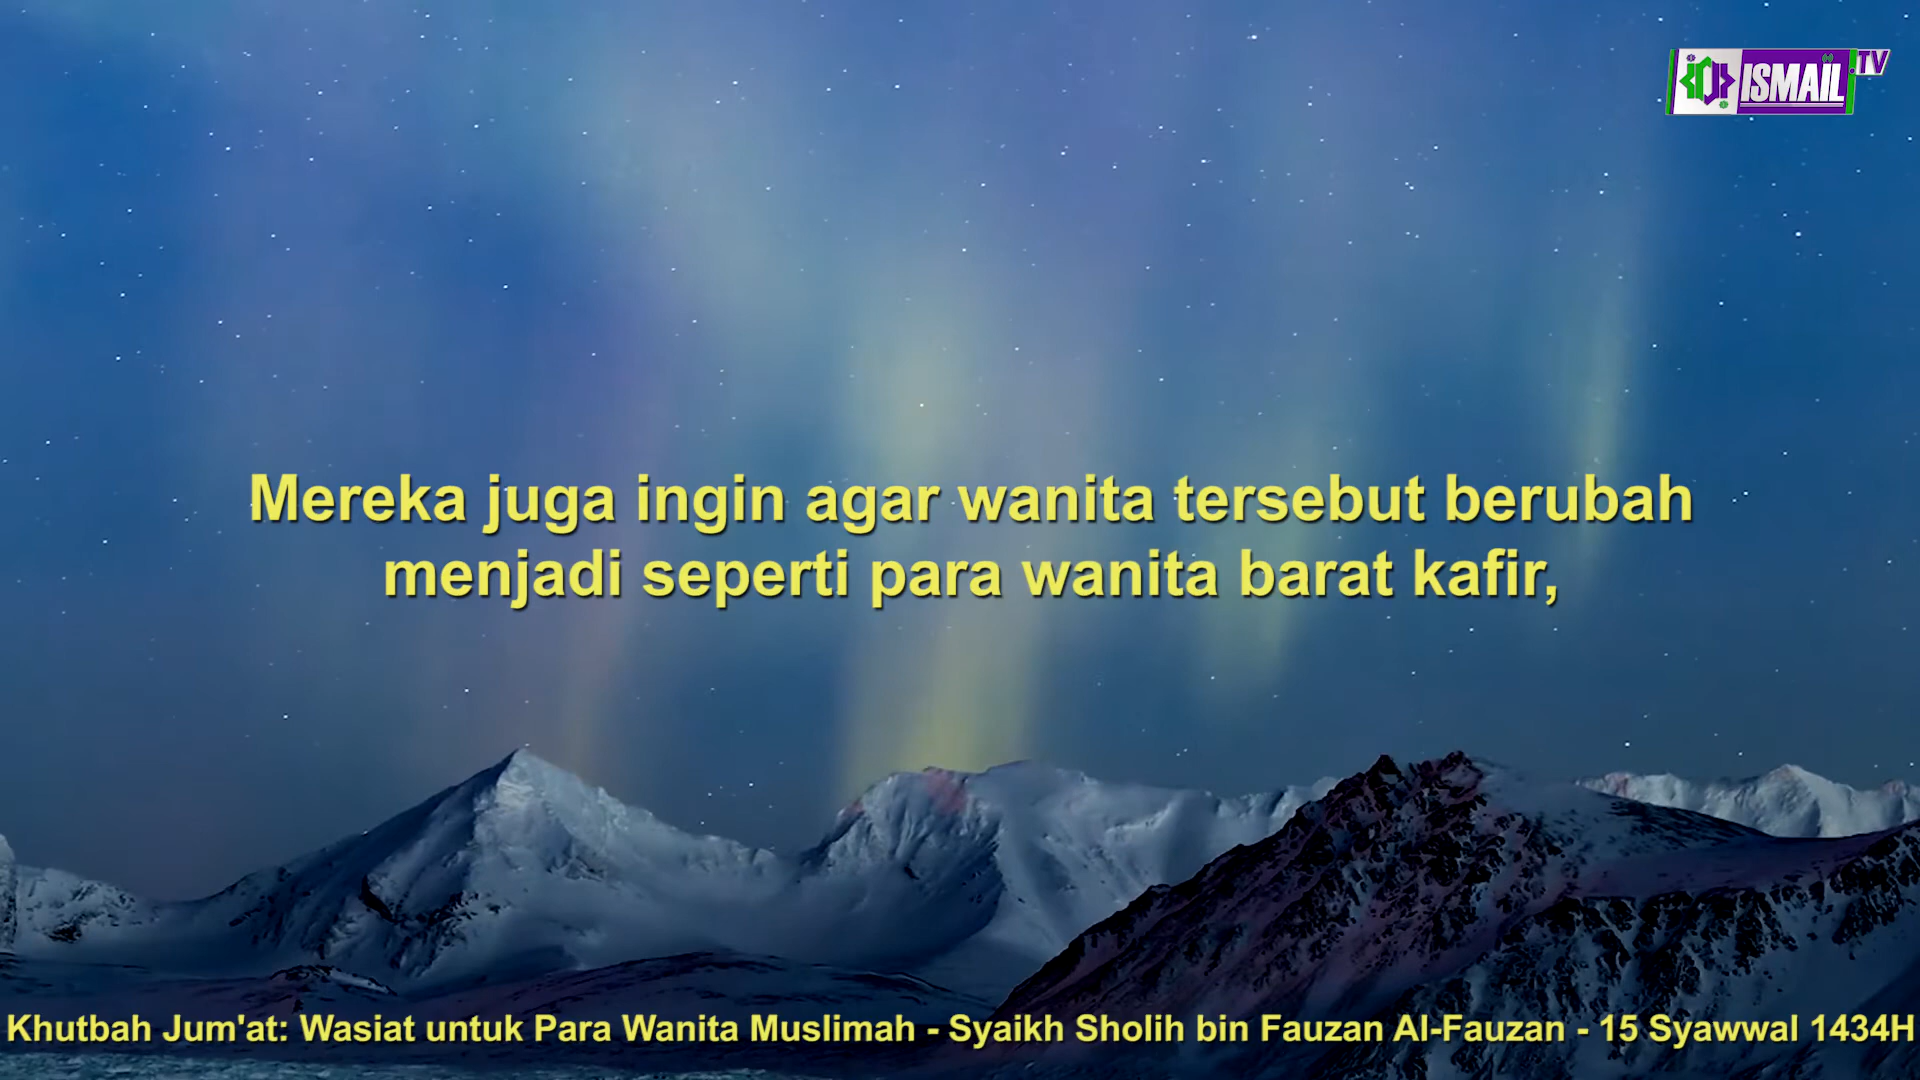 ISMAIL
.TV
Mereka juga ingin agar wanita tersebut berubah
menjadi seperti para wanita barat kafir,
Khutbah Jum'at: Wasiat untuk Para Wanita Muslimah - Syaikh Sholih bin Fauzan Al-Fauzan - 15 Syawwal 1434H